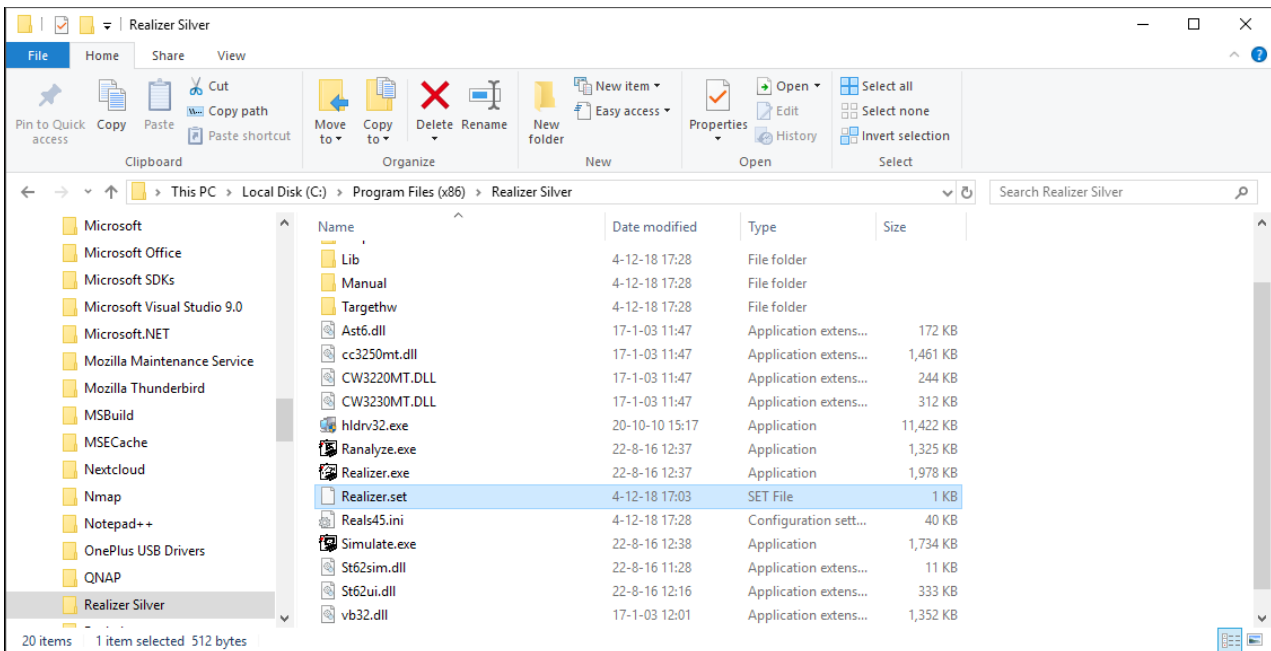 Realizer Silver
File Home Share View
Pin to Quick access
Copy
Paste
Cut
Copy path
Paste shortcut
Clipboard
Move to
Copy to
Delete
Rename
Organize
New folder
New item
Easy access
New
Properties
Open
Edit
History
Open
Select all
Select none
Invert selection
Select
This PC > Local Disk (C:) > Program Files (x86) > Realizer Silver
Search Realizer Silver
Microsoft
Microsoft Office
Microsoft SDKs
Microsoft Visual Studio 9.0
Microsoft.NET
Mozilla Maintenance Service
Mozilla Thunderbird
MSBuild
MSECache
Nextcloud
Nmap
Notepad++
OnePlus USB Drivers
QNAP
Realizer Silver
Name Date modified Type Size
Lib 4-12-18 17:28 File folder
Manual 4-12-18 17:28 File folder
Targethw 4-12-18 17:28 File folder
Ast6.dll 17-1-03 11:47 Application extens... 172 KB
cc3250mt.dll 17-1-03 11:47 Application extens... 1,461 KB
CW3220MT.DLL 17-1-03 11:47 Application extens... 244 KB
CW3230MT.DLL 17-1-03 11:47 Application extens... 312 KB
hldrv32.exe 20-10-10 15:17 Application 11,422 KB
Ranalyze.exe 22-8-16 12:37 Application 1,325 KB
Realizer.exe 22-8-16 12:37 Application 1,978 KB
Realizer.set 4-12-18 17:03 SET File 1 KB
Reals45.ini 4-12-18 17:28 Configuration sett... 40 KB
Simulate.exe 22-8-16 12:38 Application 1,734 KB
St62sim.dll 22-8-16 11:28 Application extens... 11 KB
St62ui.dll 22-8-16 12:16 Application extens... 333 KB
vb32.dll 17-1-03 12:01 Application extens... 1,352 KB
20 items 1 item selected 512 bytes